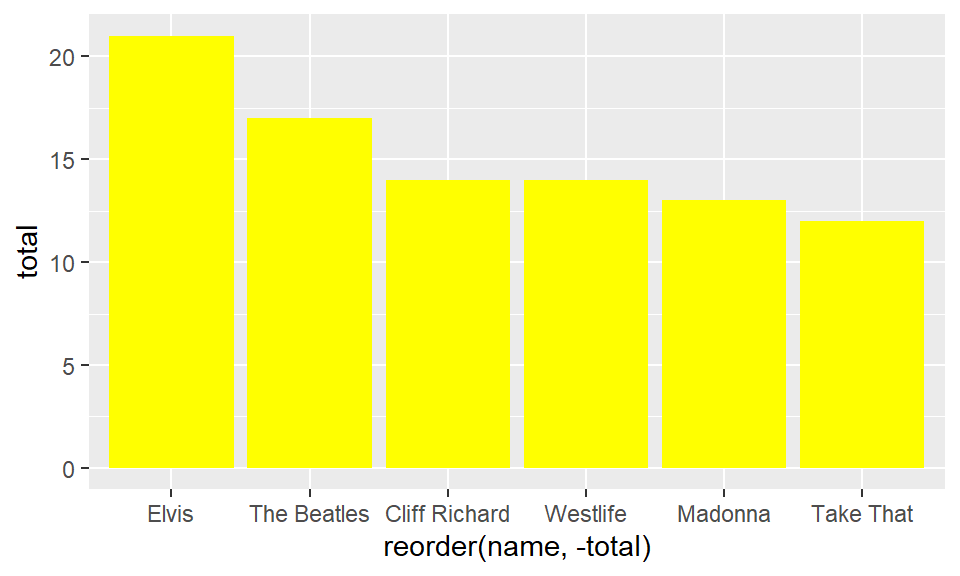 total
20
15
10
5
0
Elvis The Beatles Cliff Richard Westlife Madonna Take That
reorder(name, -total)